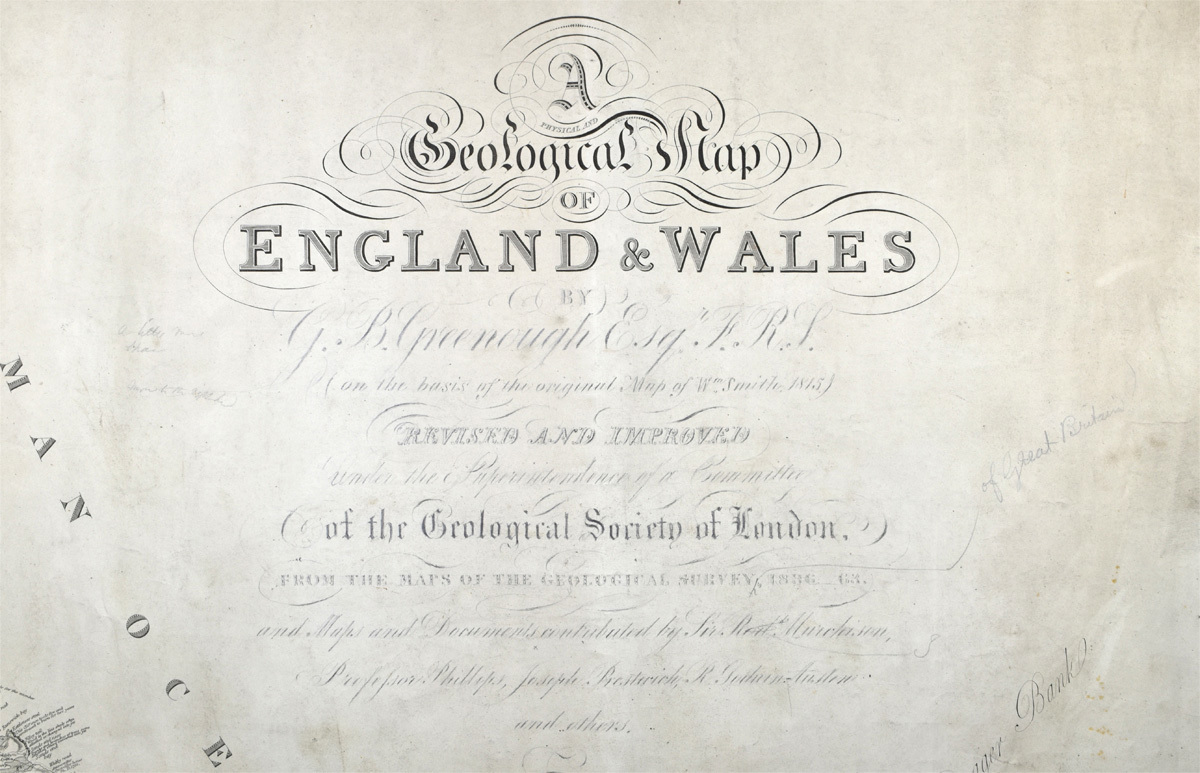 A
PHYSICAL AND
Geological Map
OF
ENGLAND & WALES
BY
G. B. Greenough Esqr. F.R.S.
(on the basis of the original Map of Wm. Smith, 1815)
REVISED AND IMPROVED
under the Superintendence of a Committee
of the Geological Society of London,
FROM THE MAPS OF THE GEOLOGICAL SURVEY, 1836_63.
of Great Britain
and Maps and Documents contributed by Sir Rodk. Murchison,
Professor Phillips, Joseph Prestwich, R. Godwin-Austen
and others.
MAN OCE
gger Bank